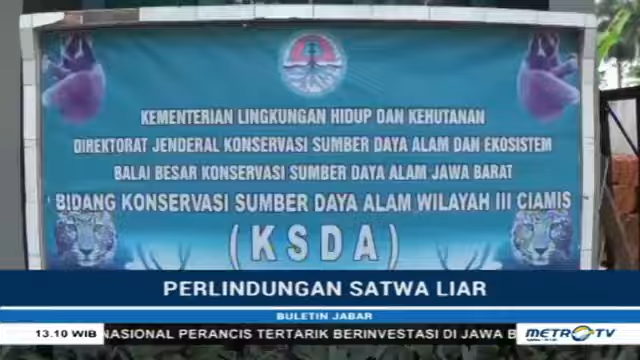 KEMENTERIAN LINGKUNGAN HIDUP DAN KEHUTANAN
DIREKTORAT JENDERAL KONSERVASI SUMBER DAYA ALAM DAN EKOSISTEM
BALAI BESAR KONSERVASI SUMBER DAYA ALAM JAWA BARAT
BIDANG KONSERVASI SUMBER DAYA ALAM WILAYAH III CIAMIS
(KSDA)
PERLINDUNGAN SATWA LIAR
BULETIN JABAR
13.10 WIB NASIONAL PERANCIS TERTARIK BERINVESTASI DI JAWA B METRO TV